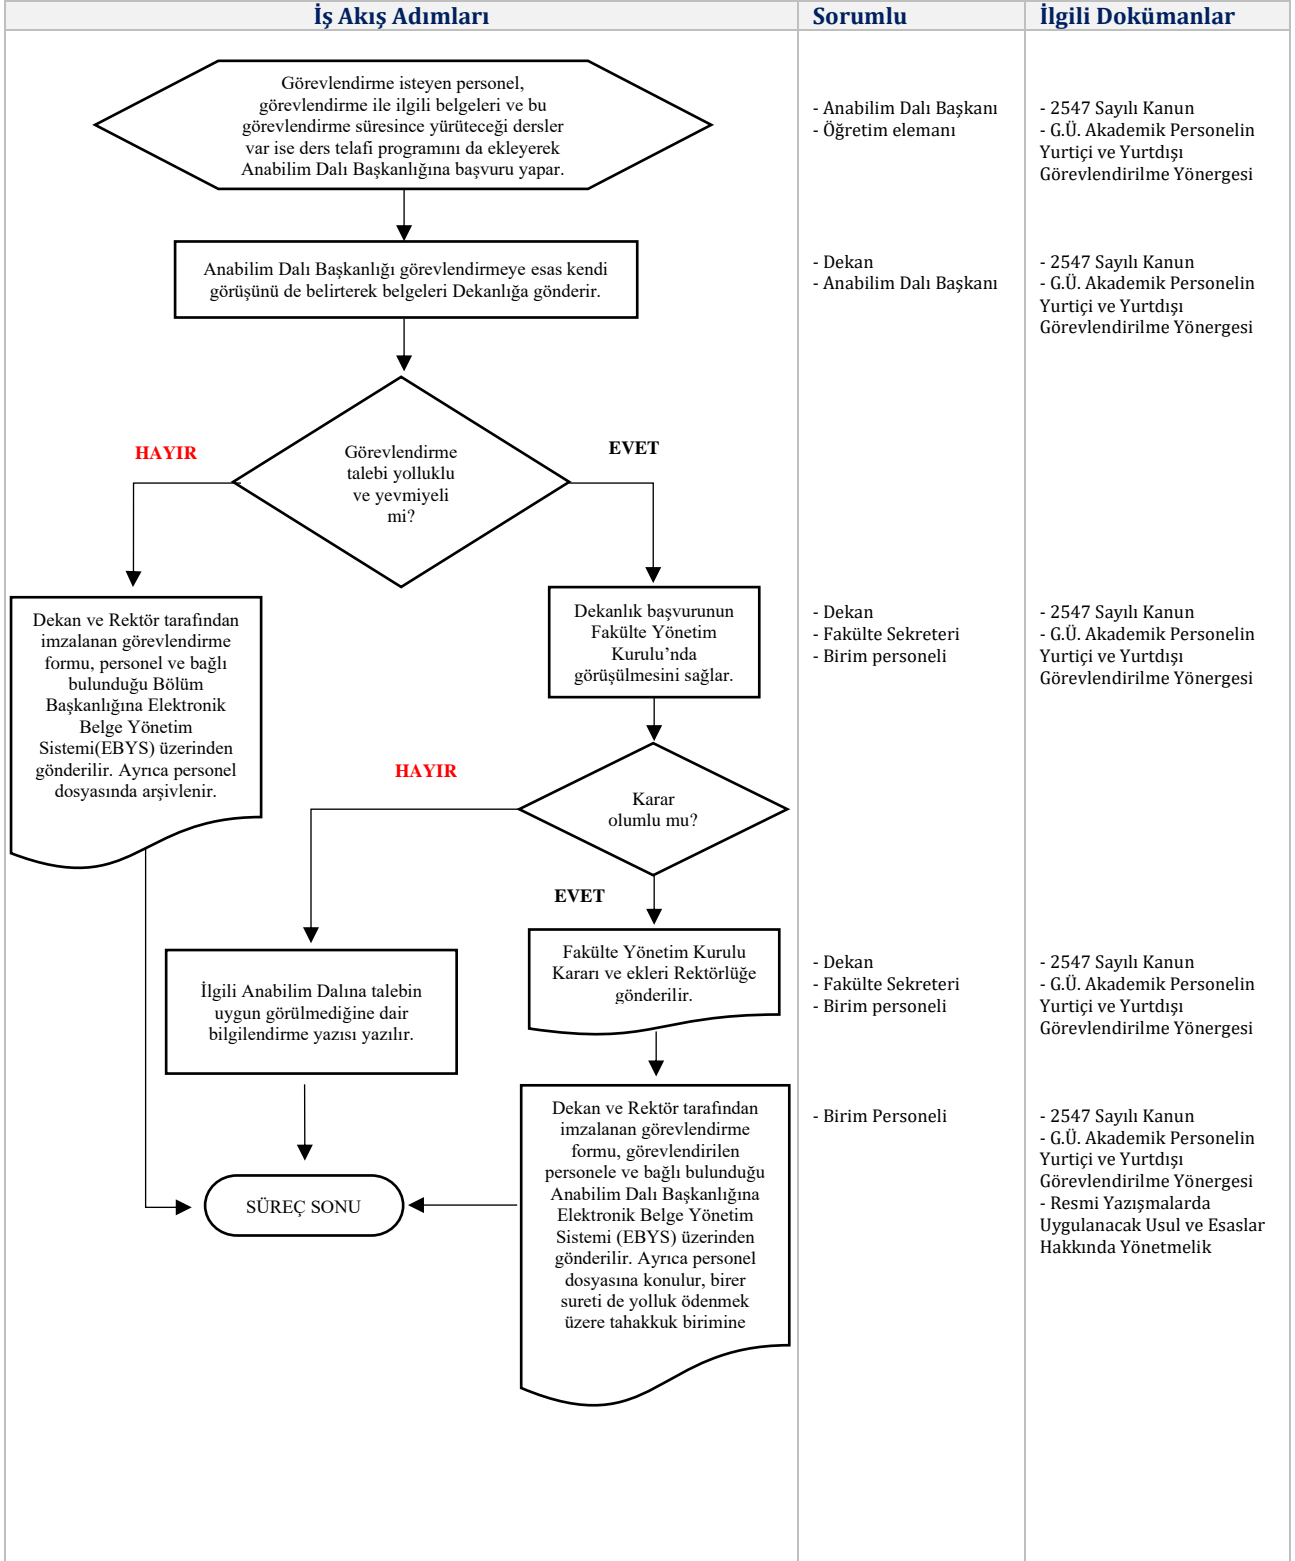 İş Akış Adımları
Sorumlu
İlgili Dokümanlar
Görevlendirme isteyen personel,
görevlendirme ile ilgili belgeleri ve bu
görevlendirme süresince yürüteceği dersler
var ise ders telafi programını da ekleyerek
Anabilim Dalı Başkanlığına başvuru yapar.
- Anabilim Dalı Başkanı
- Öğretim elemanı
- 2547 Sayılı Kanun
- G.Ü. Akademik Personelin
Yurtiçi ve Yurtdışı
Görevlendirilme Yönergesi
Anabilim Dalı Başkanlığı görevlendirmeye esas kendi
görüşünü de belirterek belgeleri Dekanlığa gönderir.
- Dekan
- Anabilim Dalı Başkanı
- 2547 Sayılı Kanun
- G.Ü. Akademik Personelin
Yurtiçi ve Yurtdışı
Görevlendirilme Yönergesi
Görevlendirme
talebi yolluklu
ve yevmiyeli
mi?
HAYIR
EVET
Dekan ve Rektör tarafından
imzalanan görevlendirme
formu, personel ve bağlı
bulunduğu Bölüm
Başkanlığına Elektronik
Belge Yönetim
Sistemi(EBYS) üzerinden
gönderilir. Ayrıca personel
dosyasında arşivlenir.
Dekanlık başvurunun
Fakülte Yönetim
Kurulu’nda
görüşülmesini sağlar.
- Dekan
- Fakülte Sekreteri
- Birim personeli
- 2547 Sayılı Kanun
- G.Ü. Akademik Personelin
Yurtiçi ve Yurtdışı
Görevlendirilme Yönergesi
HAYIR
Karar
olumlu mu?
EVET
İlgili Anabilim Dalına talebin
uygun görülmediğine dair
bilgilendirme yazısı yazılır.
Fakülte Yönetim Kurulu
Kararı ve ekleri Rektörlüğe
gönderilir.
- Dekan
- Fakülte Sekreteri
- Birim personeli
- 2547 Sayılı Kanun
- G.Ü. Akademik Personelin
Yurtiçi ve Yurtdışı
Görevlendirilme Yönergesi
Dekan ve Rektör tarafından
imzalanan görevlendirme
formu, görevlendirilen
personele ve bağlı bulunduğu
Anabilim Dalı Başkanlığına
Elektronik Belge Yönetim
Sistemi (EBYS) üzerinden
gönderilir. Ayrıca personel
dosyasına konulur, birer
sureti de yolluk ödenmek
üzere tahakkuk birimine
- Birim Personeli
- 2547 Sayılı Kanun
- G.Ü. Akademik Personelin
Yurtiçi ve Yurtdışı
Görevlendirilme Yönergesi
- Resmi Yazışmalarda
Uygulanacak Usul ve Esaslar
Hakkında Yönetmelik
SÜREÇ SONU